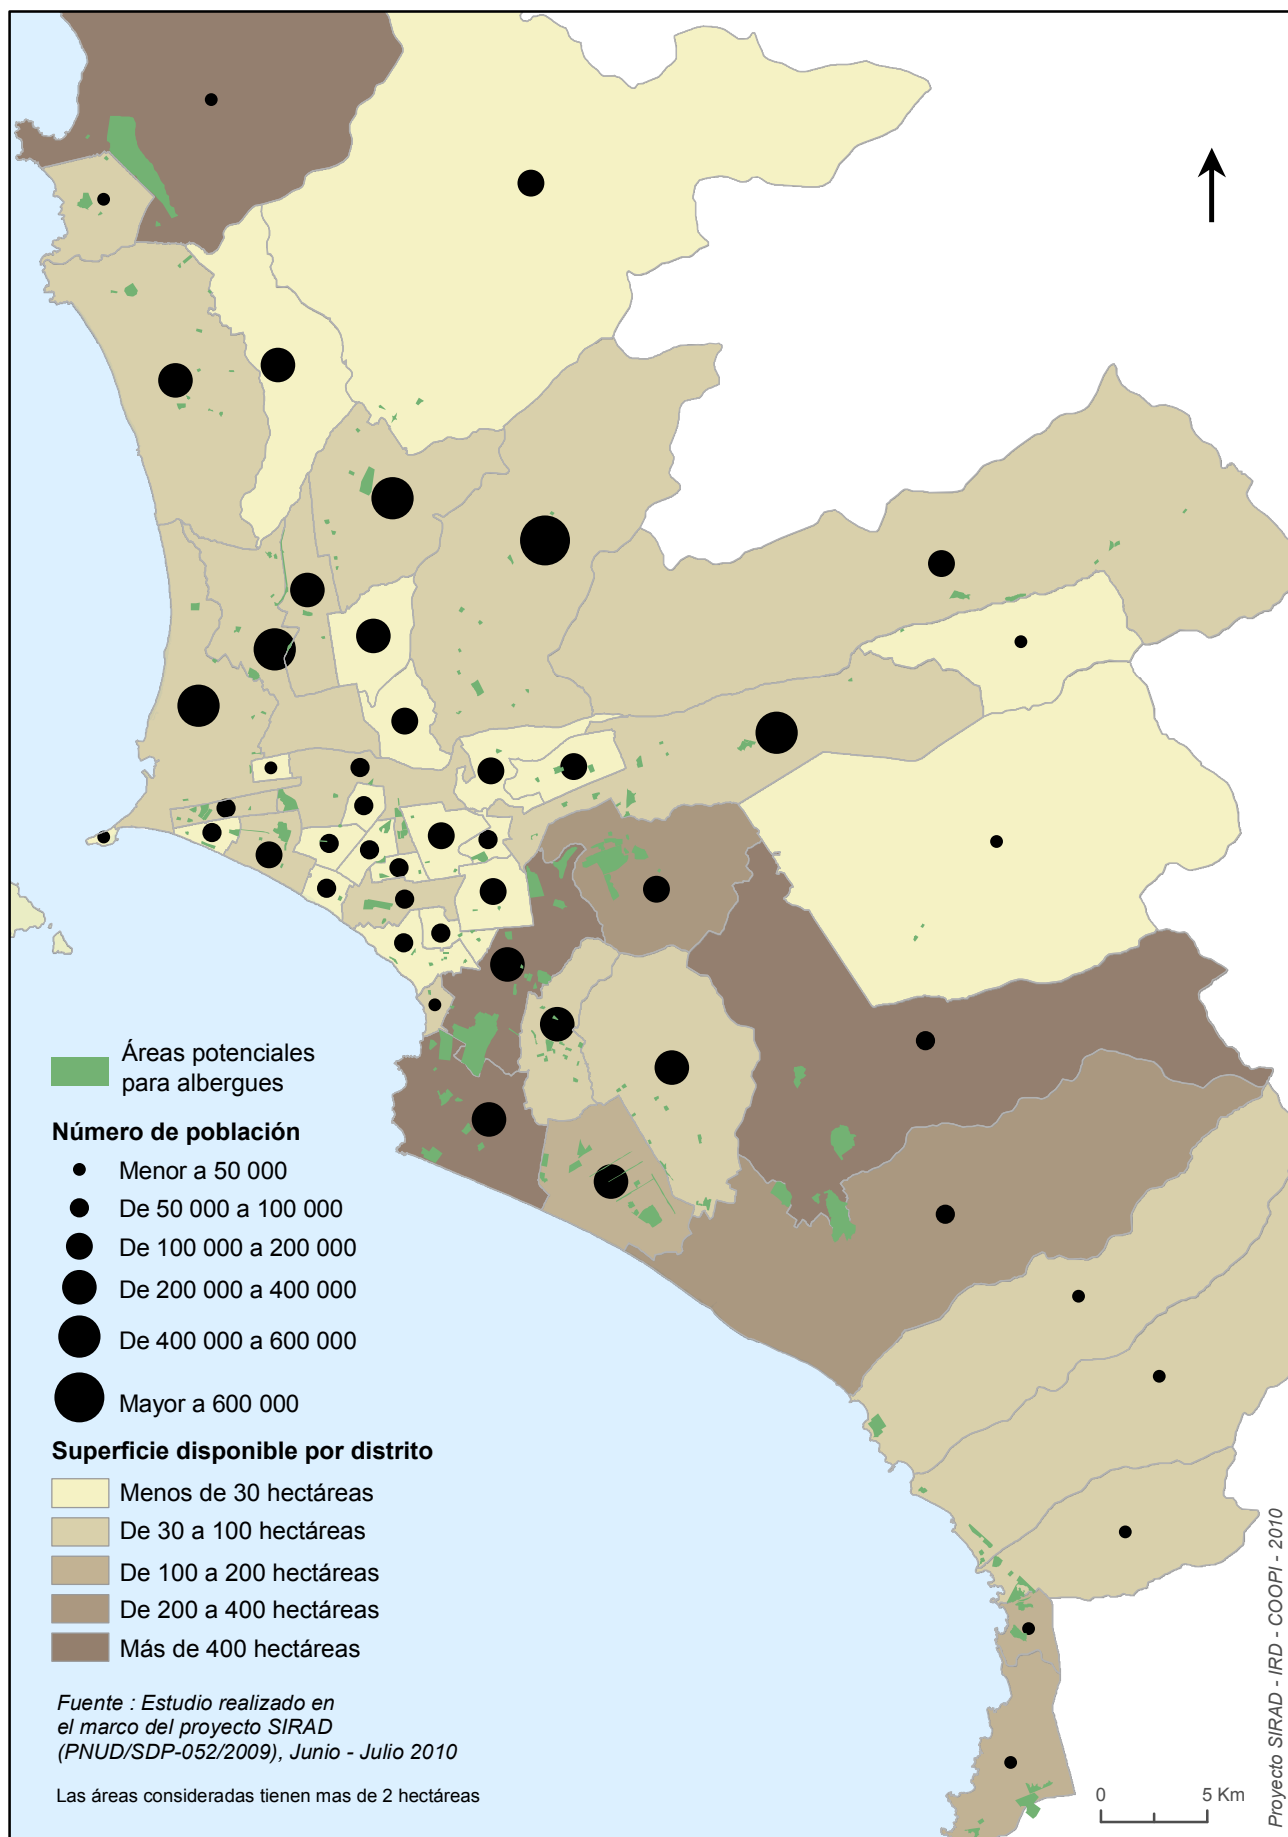 Áreas potenciales
para albergues
Número de población
Menor a 50 000
De 50 000 a 100 000
De 100 000 a 200 000
De 200 000 a 400 000
De 400 000 a 600 000
Mayor a 600 000
Superficie disponible por distrito
Menos de 30 hectáreas
De 30 a 100 hectáreas
De 100 a 200 hectáreas
De 200 a 400 hectáreas
Más de 400 hectáreas
Fuente : Estudio realizado en
el marco del proyecto SIRAD
(PNUD/SDP-052/2009), Junio - Julio 2010
Las áreas consideradas tienen mas de 2 hectáreas
0 5 Km
Proyecto SIRAD - IRD - COOPI - 2010